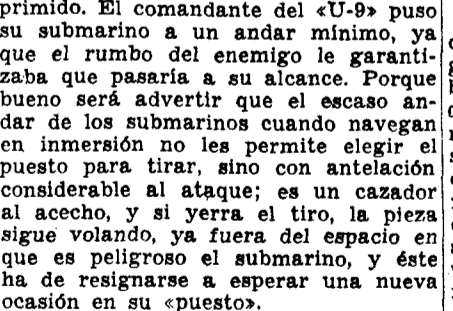 primido. El comandante del «U-9» puso
su submarino a un andar mínimo, ya
que el rumbo del enemigo le garanti-
zaba que pasaría a su alcance. Porque
bueno será advertir que el escaso an-
dar de los submarinos cuando navegan
en inmersión no les permite elegir el
puesto para tirar, sino con antelación
considerable al ataque; es un cazador
al acecho, y si yerra el tiro, la pieza
sigue volando, ya fuera del espacio en
que es peligroso el submarino, y éste
ha de resignarse a esperar una nueva
ocasión en su «puesto».